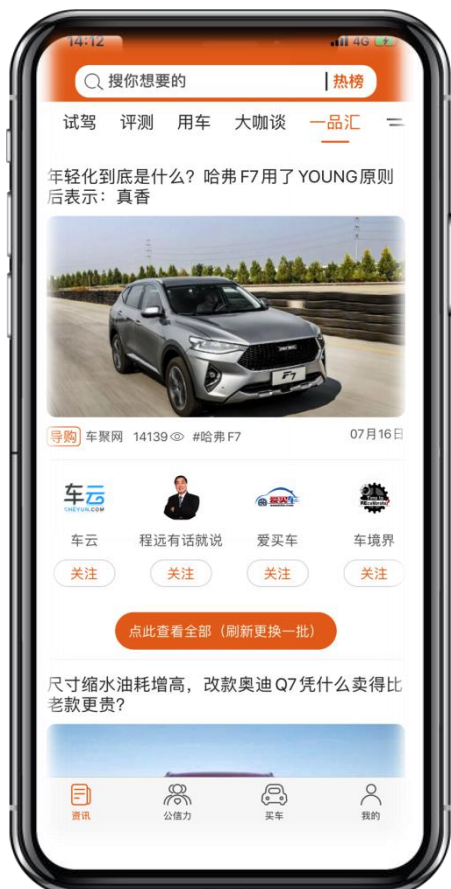 14:12
4G
搜你想要的
热榜
试驾 评测 用车 大咖谈 一品汇
年轻化到底是什么？哈弗F7用了YOUNG原则
后表示：真香
F7
导购 车聚网 14139 #哈弗F7 07月16日
车云
CHEYUN.COM
爱买车
车云 程远有话就说 爱买车 车境界
关注 关注 关注 关注
点此查看全部（刷新更换一批）
尺寸缩水油耗增高，改款奥迪Q7凭什么卖得比
老款更贵？
资讯 公信力 买车 我的